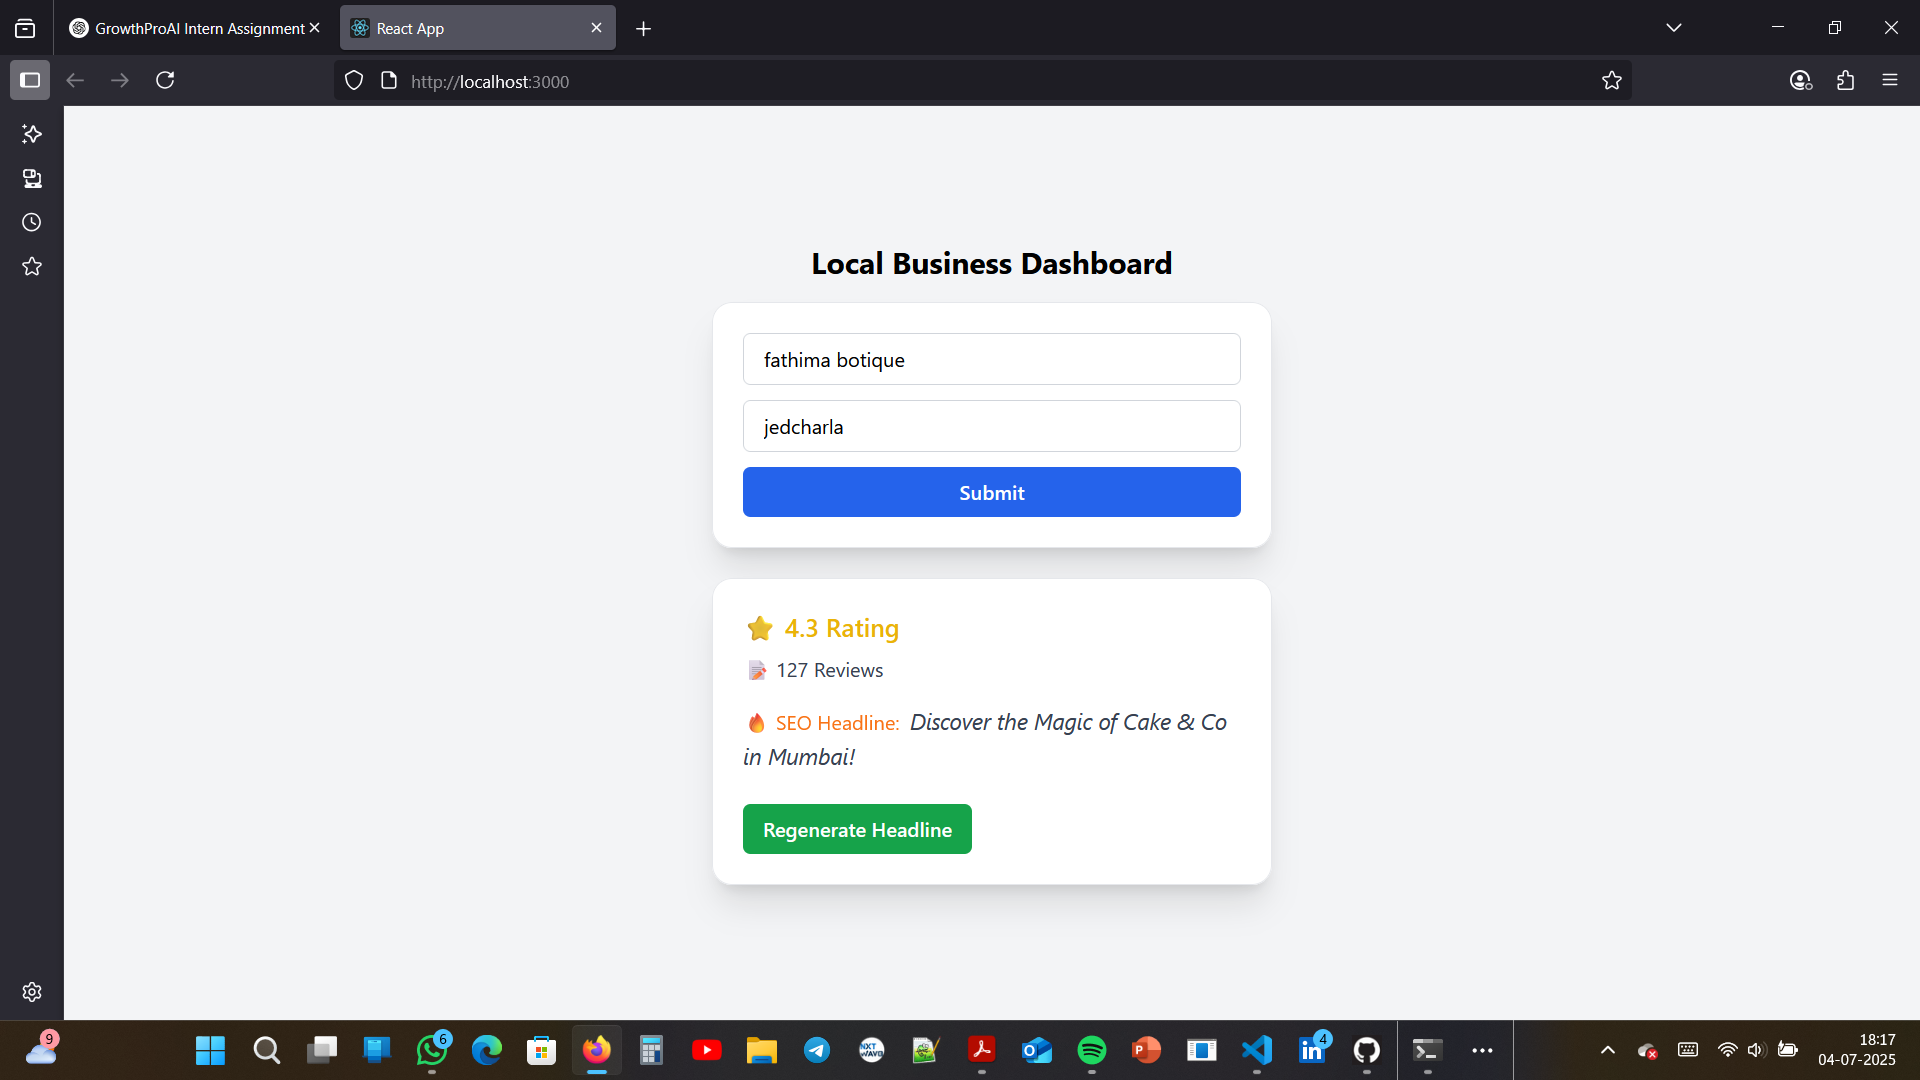 GrowthProAI Intern Assignment
React App
http://localhost:3000
Local Business Dashboard
fathima botique
jedcharla
Submit
4.3 Rating
127 Reviews
SEO Headline: Discover the Magic of Cake & Co
in Mumbai!
Regenerate Headline
9
6
NXT
WAVE
4
18:17
04-07-2025